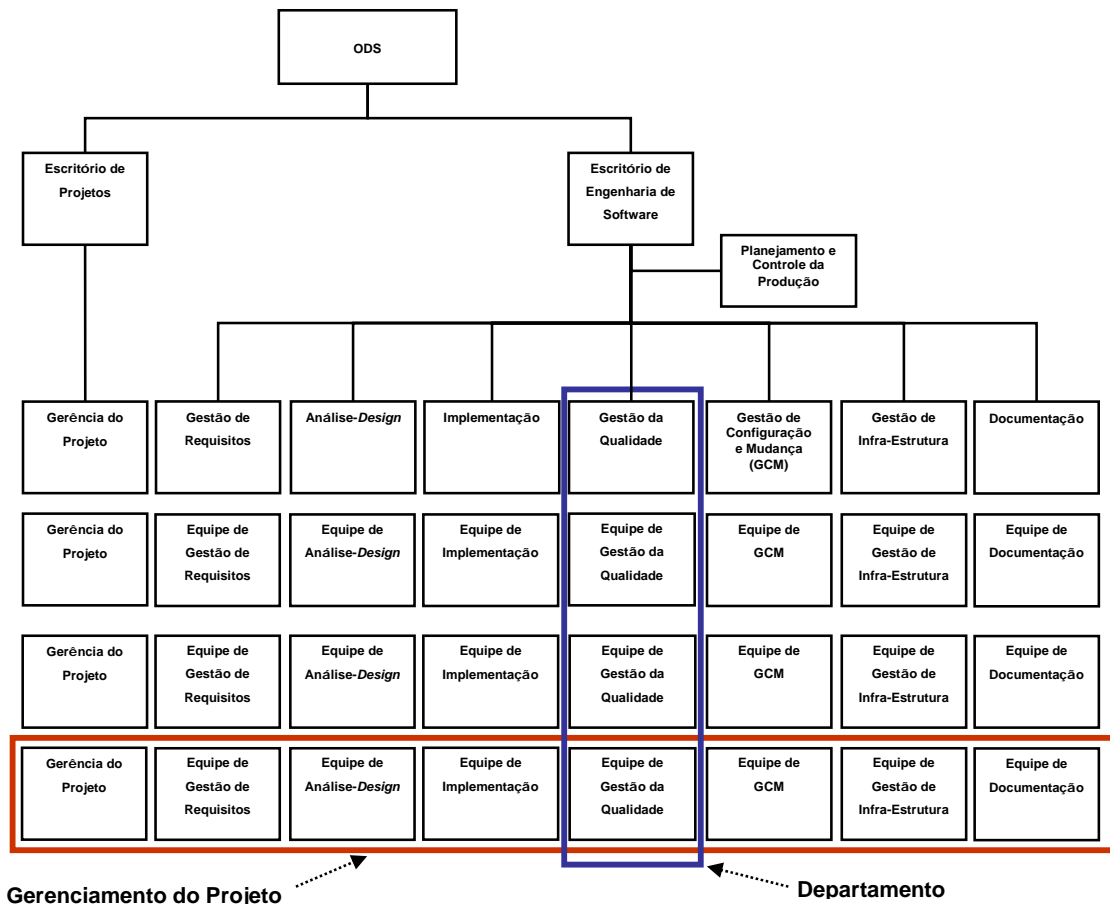 ODS
Escritório de
Projetos
Escritório de
Engenharia de
Software
Planejamento e
Controle da
Produção
Gerência do
Projeto
Gestão de
Requisitos
Análise-Design
Implementação
Gestão da
Qualidade
Gestão de
Configuração
e Mudança
(GCM)
Gestão de
Infra-Estrutura
Documentação
Gerência do
Projeto
Equipe de
Gestão de
Requisitos
Equipe de
Análise-Design
Equipe de
Implementação
Equipe de
Gestão da
Qualidade
Equipe de
GCM
Equipe de
Gestão de
Infra-Estrutura
Equipe de
Documentação
Gerência do
Projeto
Equipe de
Gestão de
Requisitos
Equipe de
Análise-Design
Equipe de
Implementação
Equipe de
Gestão da
Qualidade
Equipe de
GCM
Equipe de
Gestão de
Infra-Estrutura
Equipe de
Documentação
Gerência do
Projeto
Equipe de
Gestão de
Requisitos
Equipe de
Análise-Design
Equipe de
Implementação
Equipe de
Gestão da
Qualidade
Equipe de
GCM
Equipe de
Gestão de
Infra-Estrutura
Equipe de
Documentação
Gerenciamento do Projeto
Departamento